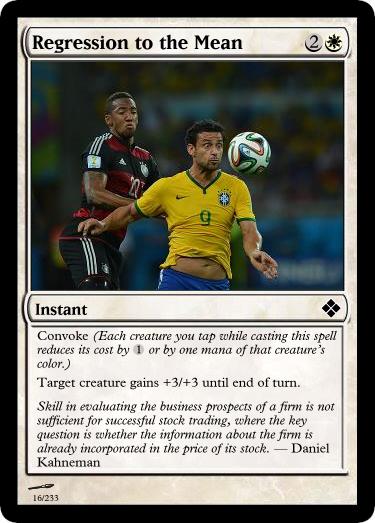 Regression to the Mean 2
9
Instant
Convoke (Each creature you tap while casting this spell
reduces its cost by 1 or by one mana of that creature's
color.)
Target creature gains +3/+3 until end of turn.
Skill in evaluating the business prospects of a firm is not
sufficient for successful stock trading, where the key
question is whether the information about the firm is
already incorporated in the price of its stock. — Daniel
Kahneman
16/233